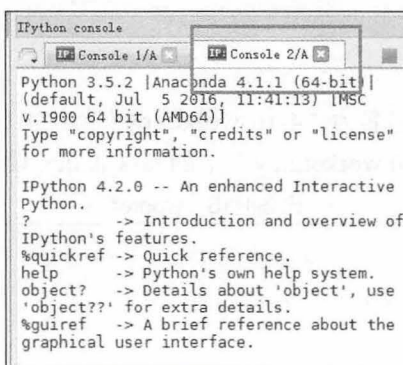 IPython console
IP: Console 1/A
IP: Console 2/A
Python 3.5.2 |Anaconda 4.1.1 (64-bit)|
(default, Jul  5 2016, 11:41:13) [MSC
v.1900 64 bit (AMD64)]
Type "copyright", "credits" or "license"
for more information.

IPython 4.2.0 -- An enhanced Interactive
Python.
?         -> Introduction and overview of
IPython's features.
%quickref -> Quick reference.
help      -> Python's own help system.
object?   -> Details about 'object', use
'object??' for extra details.
%guiref   -> A brief reference about the
graphical user interface.